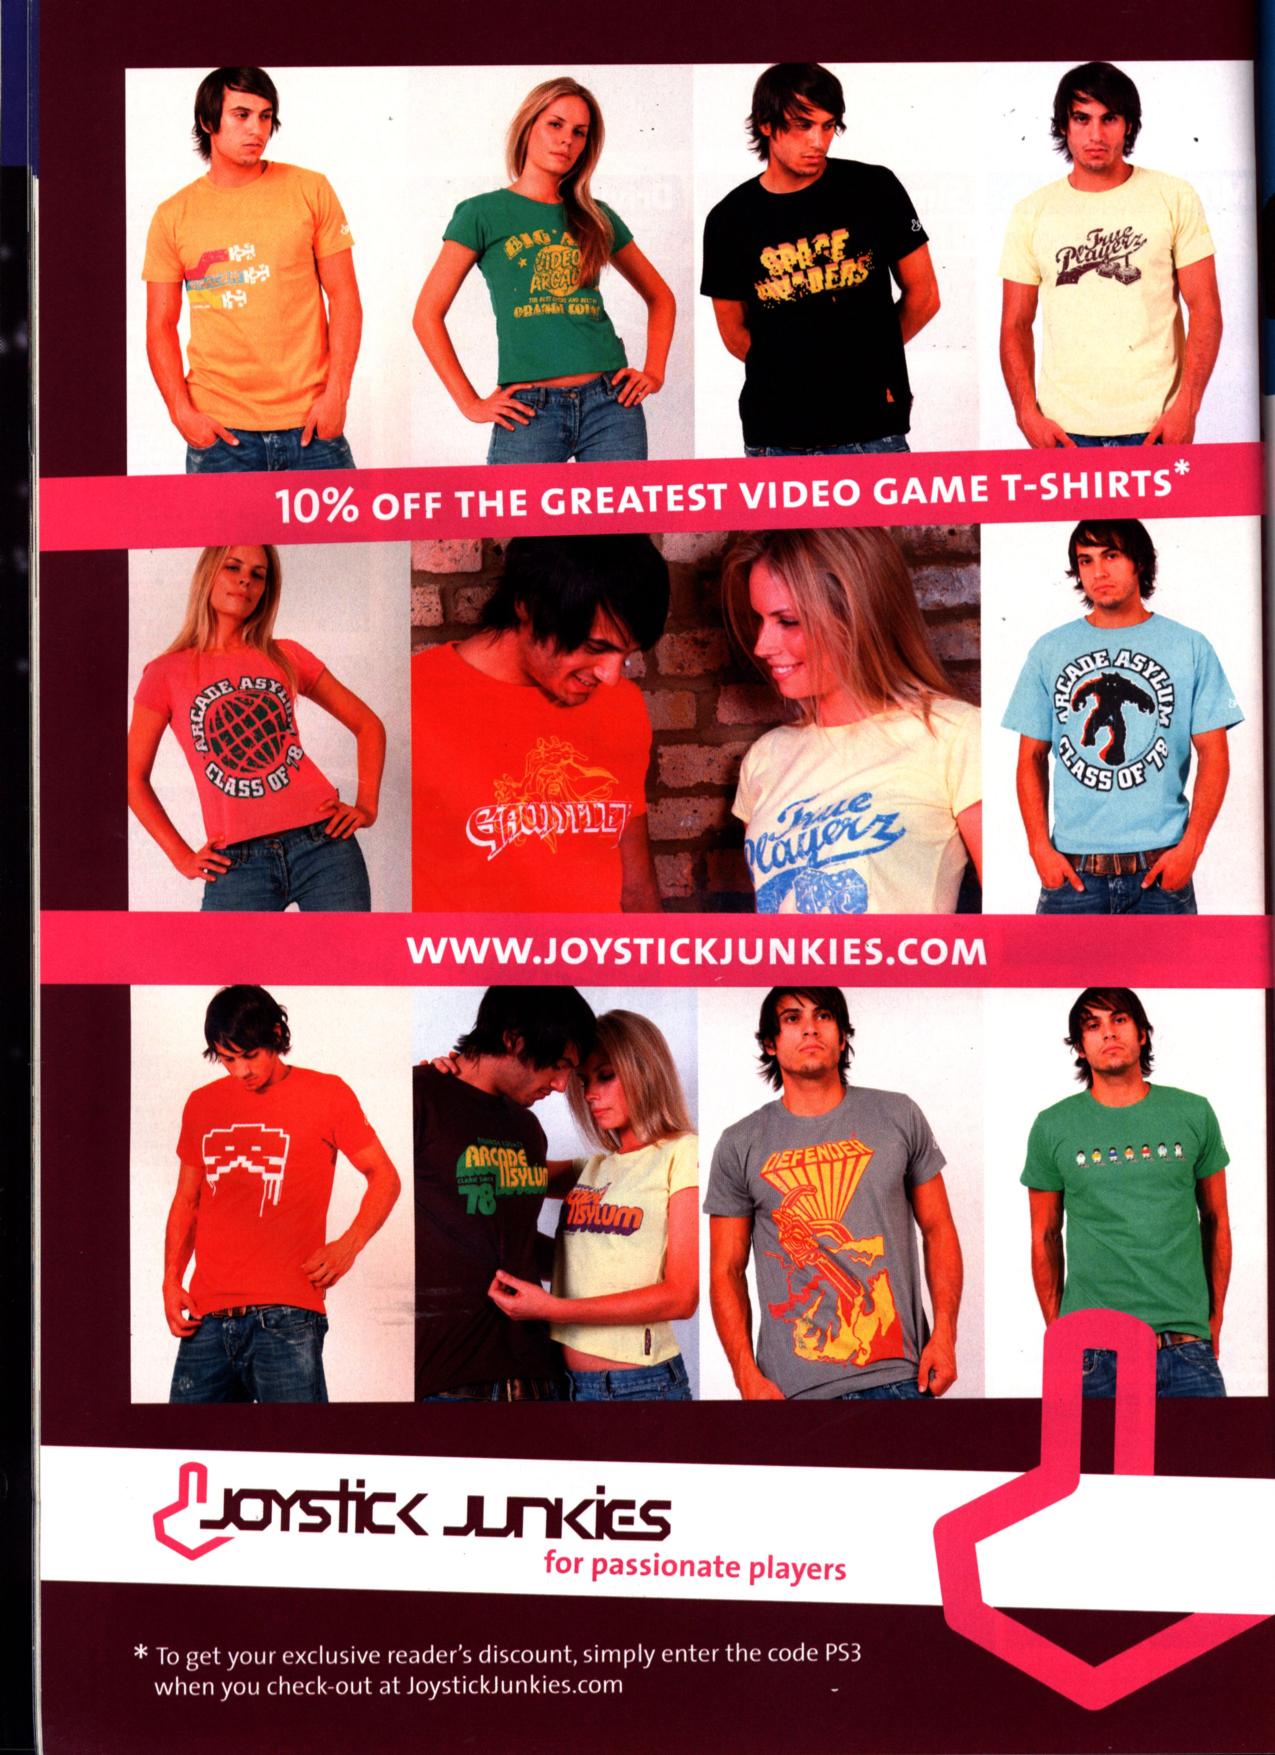 BIG
VIDEO
ARCA
SPACE
INVADERS
True
Playerz
10% OFF THE GREATEST VIDEO GAME T-SHIRTS*
ARCADE ASYLUM
CLASS OF '78
GAUNTLET
True
Playerz
ARCADE ASYLUM
CLASS OF '78
WWW.JOYSTICKJUNKIES.COM
ARCADE
ASYLUM
78
ASYLUM
DEFENDER
JOYSTICK JUNKIES
for passionate players
* To get your exclusive reader's discount, simply enter the code PS3
when you check-out at JoystickJunkies.com